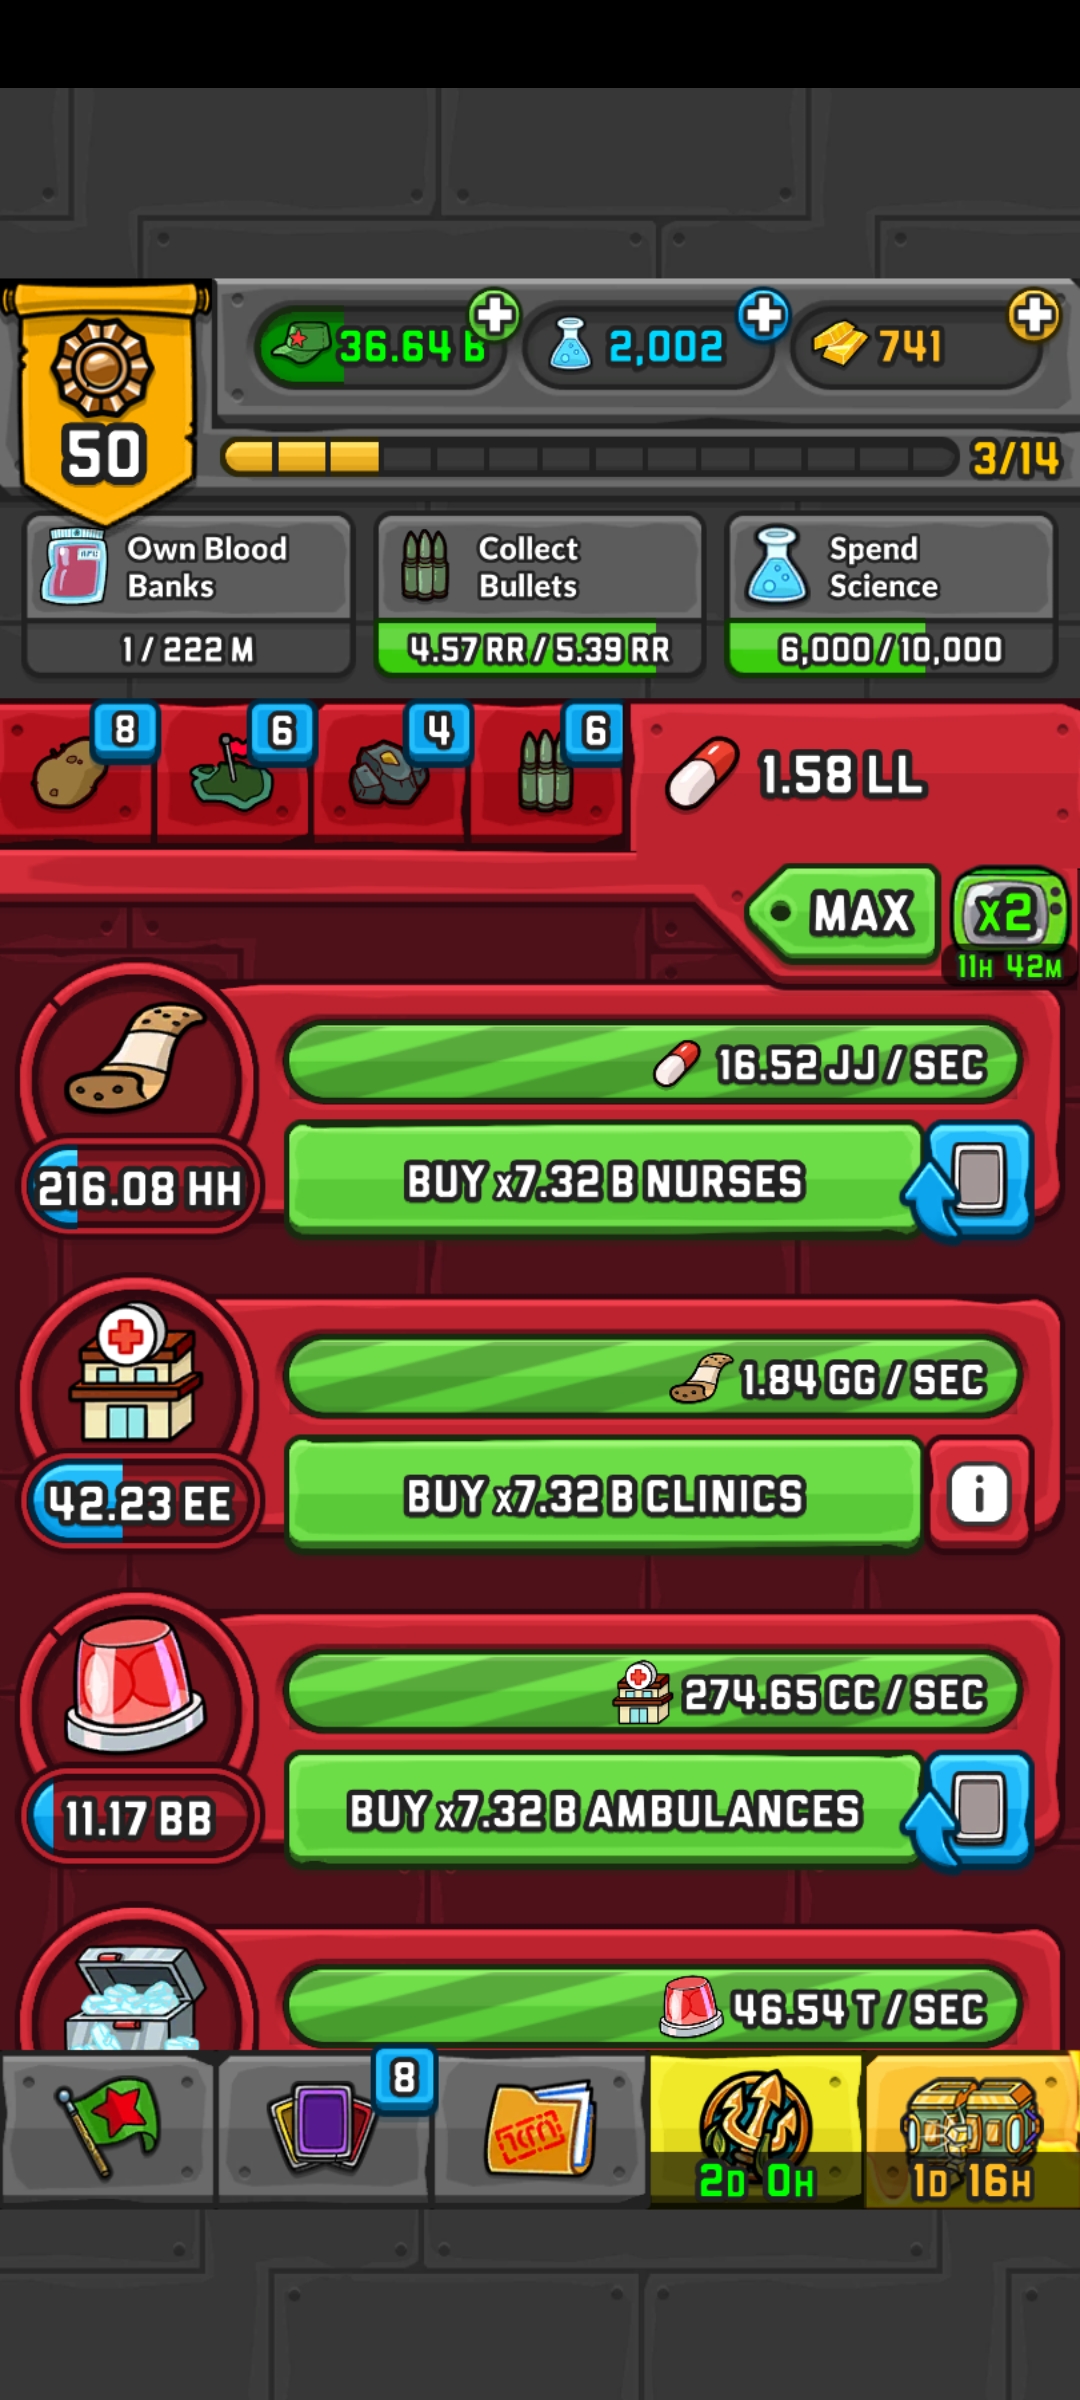 50
36.64 B
2,002
741
3/14
Own Blood
Banks
1 / 222 M
Collect
Bullets
4.57 RR / 5.39 RR
Spend
Science
6,000 / 10,000
8
6
4
6
1.58 LL
MAX
x2
11H 42M
16.52 JJ / SEC
216.08 HH
BUY x7.32 B NURSES
1.84 GG / SEC
42.23 EE
BUY x7.32 B CLINICS
i
274.65 CC / SEC
11.17 BB
BUY x7.32 B AMBULANCES
46.54 T / SEC
8
2D 0H
1D 16H